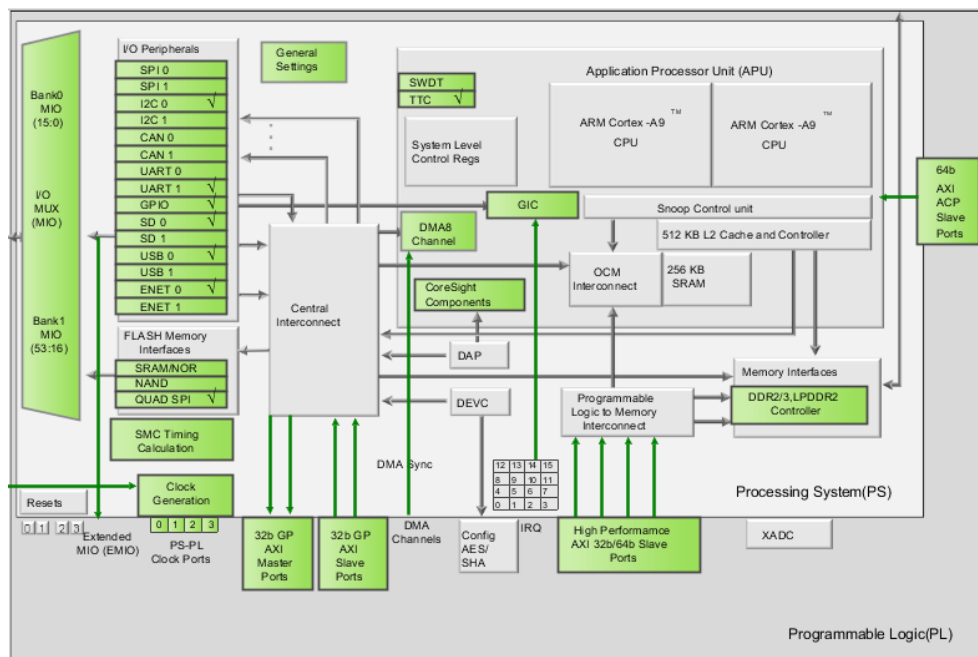 I/O Peripherals
SPI 0
SPI 1
I2C 0 √
I2C 1
CAN 0
CAN 1
UART 0
UART 1 √
GPIO √
SD 0 √
SD 1
USB 0 √
USB 1
ENET 0 √
ENET 1
Bank0
MIO
(15:0)
I/O
MUX
(MIO)
Bank1
MIO
(53:16)
FLASH Memory
Interfaces
SRAM/NOR
NAND
QUAD SPI √
SMC Timing
Calculation
General
Settings
Application Processor Unit (APU)
SWDT
TTC √
System Level
Control Regs
ARM Cortex -A9 ™
CPU
ARM Cortex -A9 ™
CPU
GIC
Snoop Control unit
DMA8
Channel
512 KB L2 Cache and Controller
OCM
Interconnect
256 KB
SRAM
CoreSight
Components
Central
Interconnect
DAP
DEVC
Programmable
Logic to Memory
Interconnect
Memory Interfaces
DDR2/3,LPDDR2
Controller
64b
AXI
ACP
Slave
Ports
DMA Sync
12 13 14 15
8 9 10 11
4 5 6 7
0 1 2 3
Processing System(PS)
Resets
0 1 2 3
Clock
Generation
0 1 2 3
Extended
MIO (EMIO)
PS-PL
Clock Ports
32b GP
AXI
Master
Ports
32b GP
AXI
Slave
Ports
DMA
Channels
Config
AES/
SHA
IRQ
High Performamce
AXI 32b/64b Slave
Ports
XADC
Programmable Logic(PL)